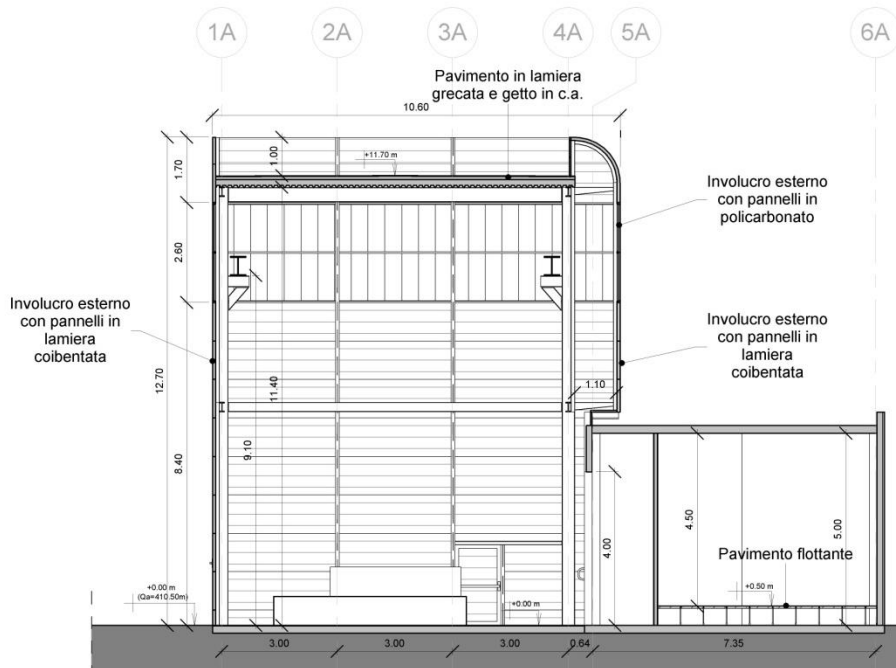 1A
2A
3A
4A
5A
6A
Pavimento in lamiera
grecata e getto in c.a.
10.60
1.00
+11.70 m
1.70
Involucro esterno
con pannelli in
policarbonato
2.60
Involucro esterno
con pannelli in
lamiera
coibentata
Involucro esterno
con pannelli in
lamiera
coibentata
12.70
11.40
1.10
9.10
8.40
4.00
4.50
5.00
Pavimento flottante
+0.50 m
+0.00 m
(Qa=410.50m)
+0.00 m
3.00
3.00
3.00
0.64
7.35